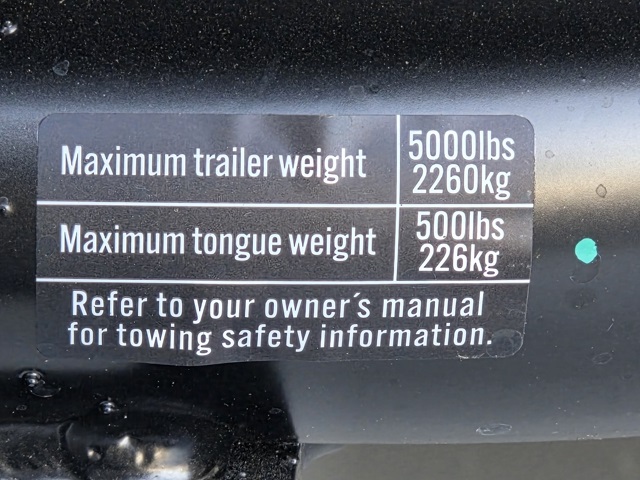 Maximum trailer weight
5000lbs
2260kg
Maximum tongue weight
500lbs
226kg
Refer to your owner´s manual
for towing safety information.